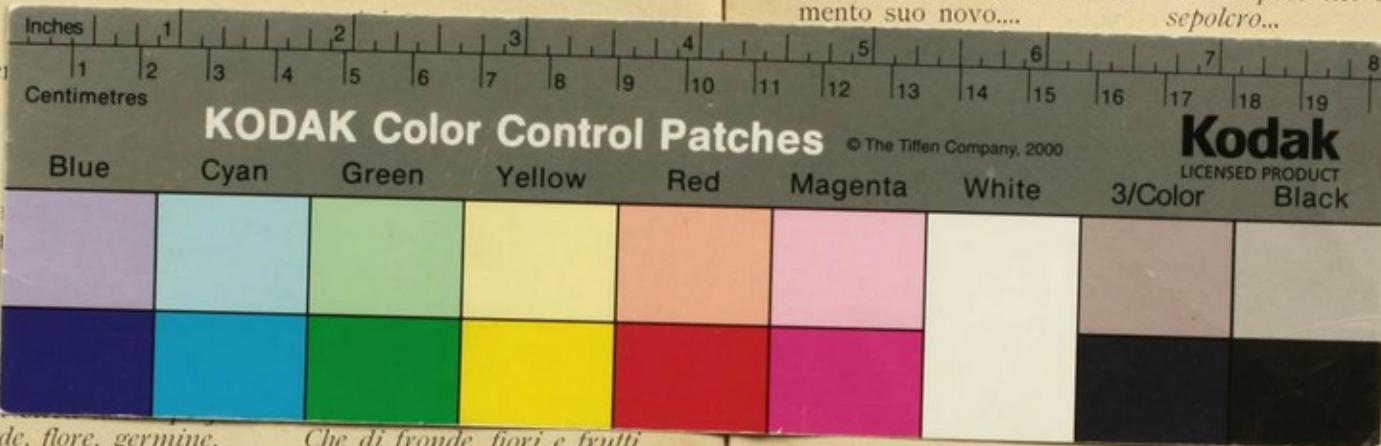 mento suo novo....
sepolcro...
Inches 1 2 3 4 5 6 7 8
1 2 3 4 5 6 7 8 9 10 11 12 13 14 15 16 17 18 19
Centimetres
KODAK Color Control Patches © The Tiffen Company, 2000 Kodak
LICENSED PRODUCT
Blue Cyan Green Yellow Red Magenta White 3/Color Black
de, flore, germine. Che di fronde, fiori e frutti